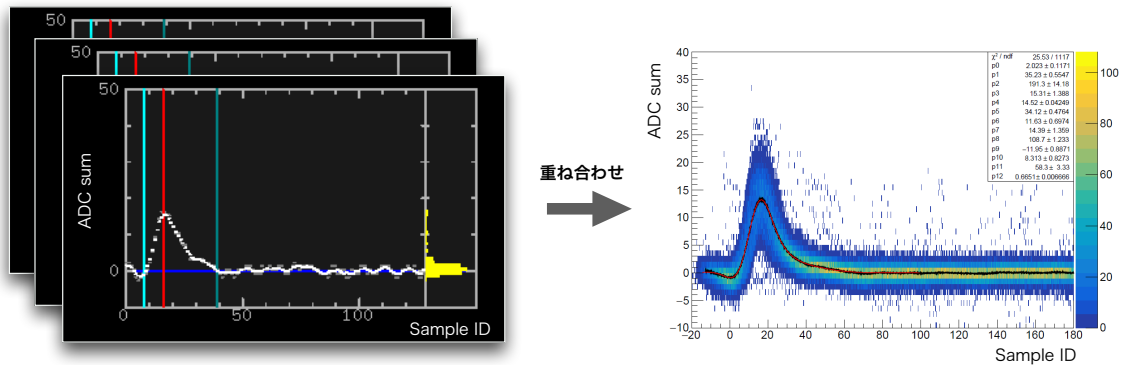 50
50
50
0
ADC sum
0
50
100
Sample ID
重ね合わせ
40
35
30
25
20
15
10
5
0
−5
−10
ADC sum
−20
0
20
40
60
80
100
120
140
160
180
Sample ID
χ² / ndf 25.53 / 1117
p0 2.023 ± 0.1171
p1 35.23 ± 0.5547
p2 191.3 ± 14.18
p3 15.31 ± 1.388
p4 14.52 ± 0.04249
p5 34.12 ± 0.4764
p6 11.63 ± 0.6974
p7 14.39 ± 1.359
p8 108.7 ± 1.233
p9 −11.95 ± 0.8871
p10 8.313 ± 0.8273
p11 58.3 ± 3.33
p12 0.6651 ± 0.006666
100
80
60
40
20
0